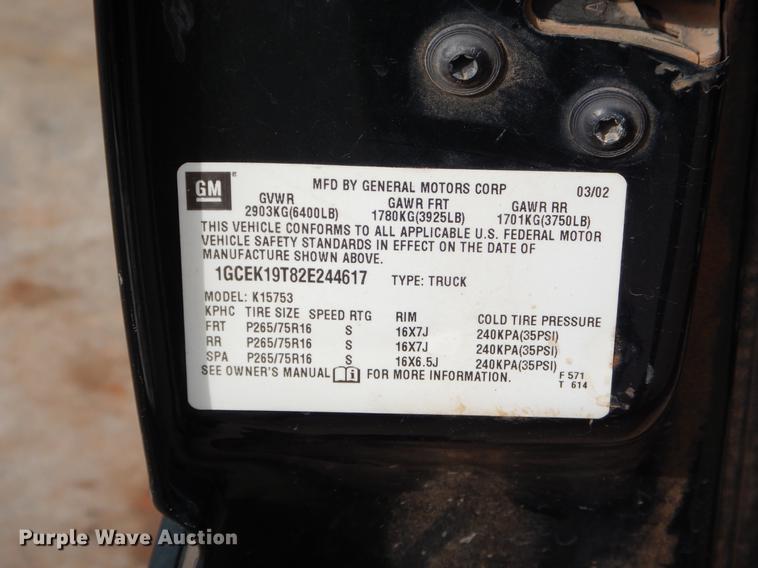 GM ® MFD BY GENERAL MOTORS CORP 03/02
GVWR GAWR FRT GAWR RR
2903KG(6400LB) 1780KG(3925LB) 1701KG(3750LB)
THIS VEHICLE CONFORMS TO ALL APPLICABLE U.S. FEDERAL MOTOR
VEHICLE SAFETY STANDARDS IN EFFECT ON THE DATE OF
MANUFACTURE SHOWN ABOVE.
1GCEK19T82E244617 TYPE: TRUCK
MODEL: K15753
KPHC TIRE SIZE SPEED RTG RIM COLD TIRE PRESSURE
FRT P265/75R16 S 16X7J 240KPA(35PSI)
RR P265/75R16 S 16X7J 240KPA(35PSI)
SPA P265/75R16 S 16X6.5J 240KPA(35PSI)
SEE OWNER'S MANUAL FOR MORE INFORMATION. F 571
T 614
Purple Wave Auction